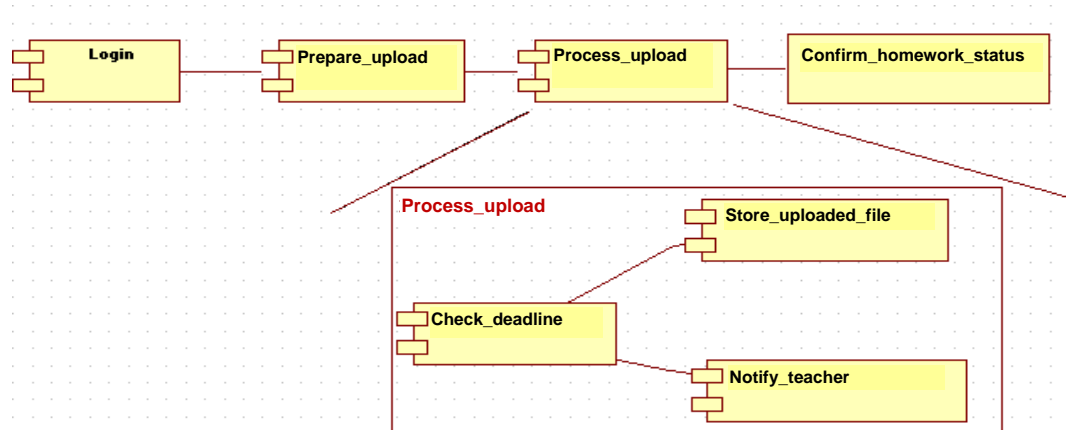 Login
Prepare_upload
Process_upload
Confirm_homework_status
Process_upload
Store_uploaded_file
Check_deadline
Notify_teacher